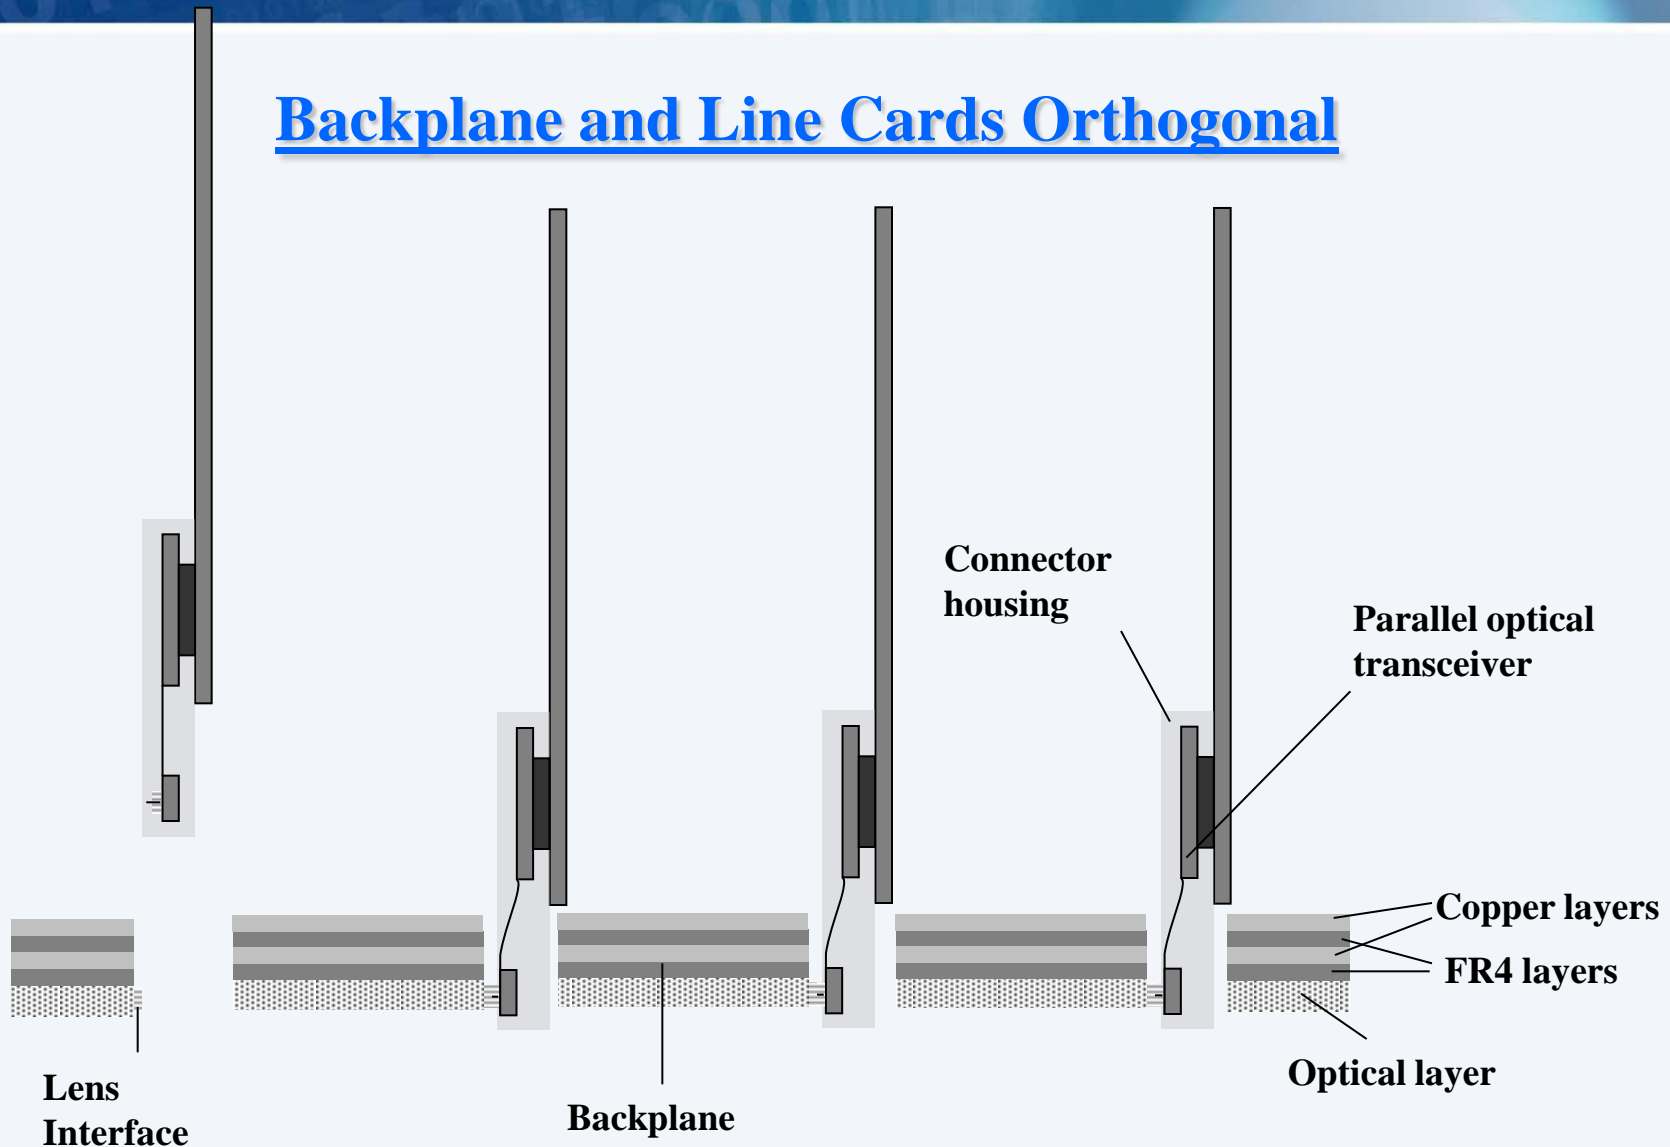 Backplane and Line Cards Orthogonal
Connector
housing
Parallel optical
transceiver
Copper layers
FR4 layers
Optical layer
Lens
Interface
Backplane